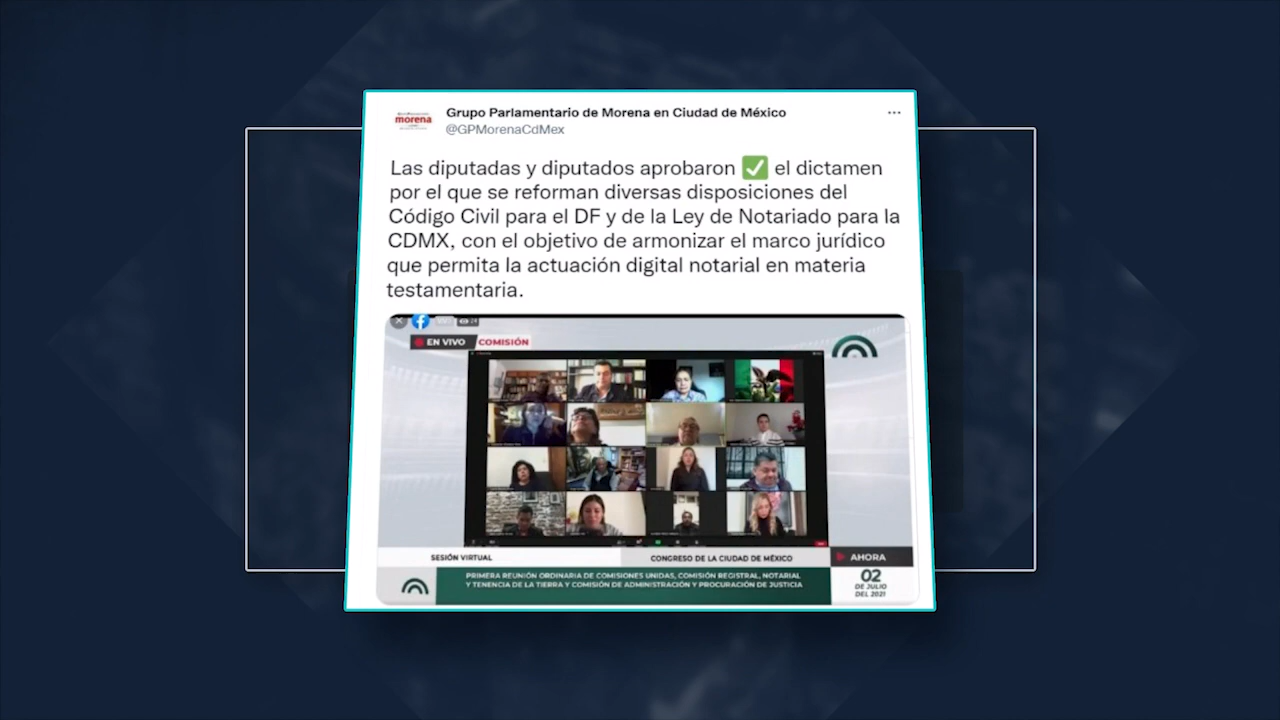 morena
Grupo Parlamentario de Morena en Ciudad de México
@GPMorenaCdMex
Las diputadas y diputados aprobaron ✅ el dictamen
por el que se reforman diversas disposiciones del
Código Civil para el DF y de la Ley de Notariado para la
CDMX, con el objetivo de armonizar el marco jurídico
que permita la actuación digital notarial en materia
testamentaria.
EN VIVO COMISIÓN
SESIÓN VIRTUAL
CONGRESO DE LA CIUDAD DE MÉXICO
AHORA
PRIMERA REUNIÓN ORDINARIA DE COMISIONES UNIDAS, COMISIÓN REGISTRAL, NOTARIAL
Y TENENCIA DE LA TIERRA Y COMISIÓN DE ADMINISTRACIÓN Y PROCURACIÓN DE JUSTICIA
02
DE JULIO
DEL 2021